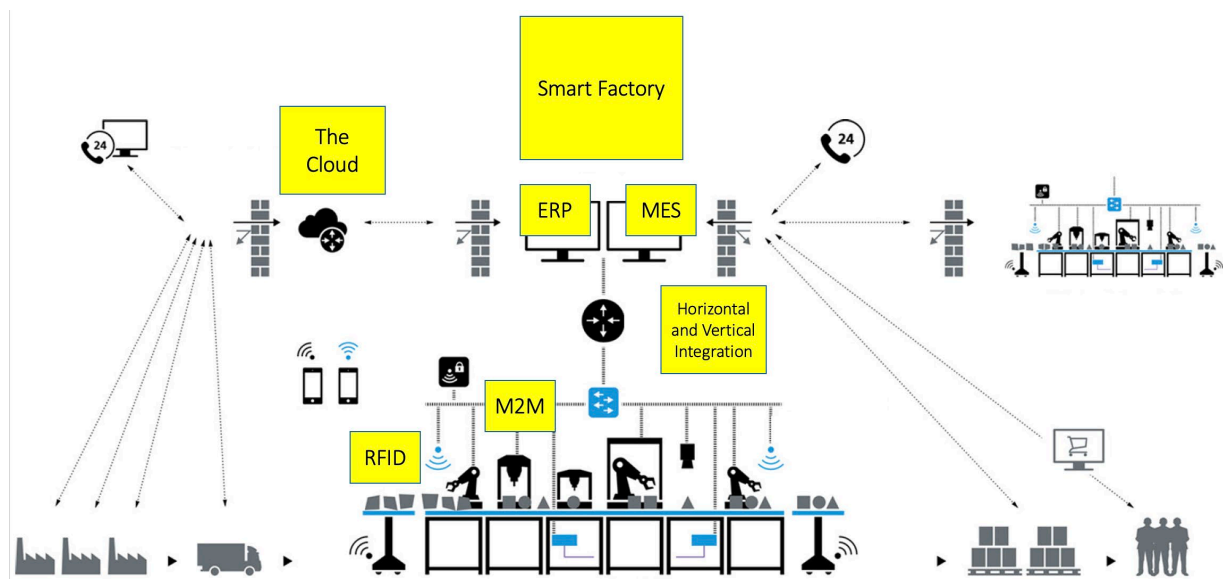 Smart Factory
24
The
Cloud
24
ERP
MES
Horizontal
and Vertical
Integration
M2M
RFID